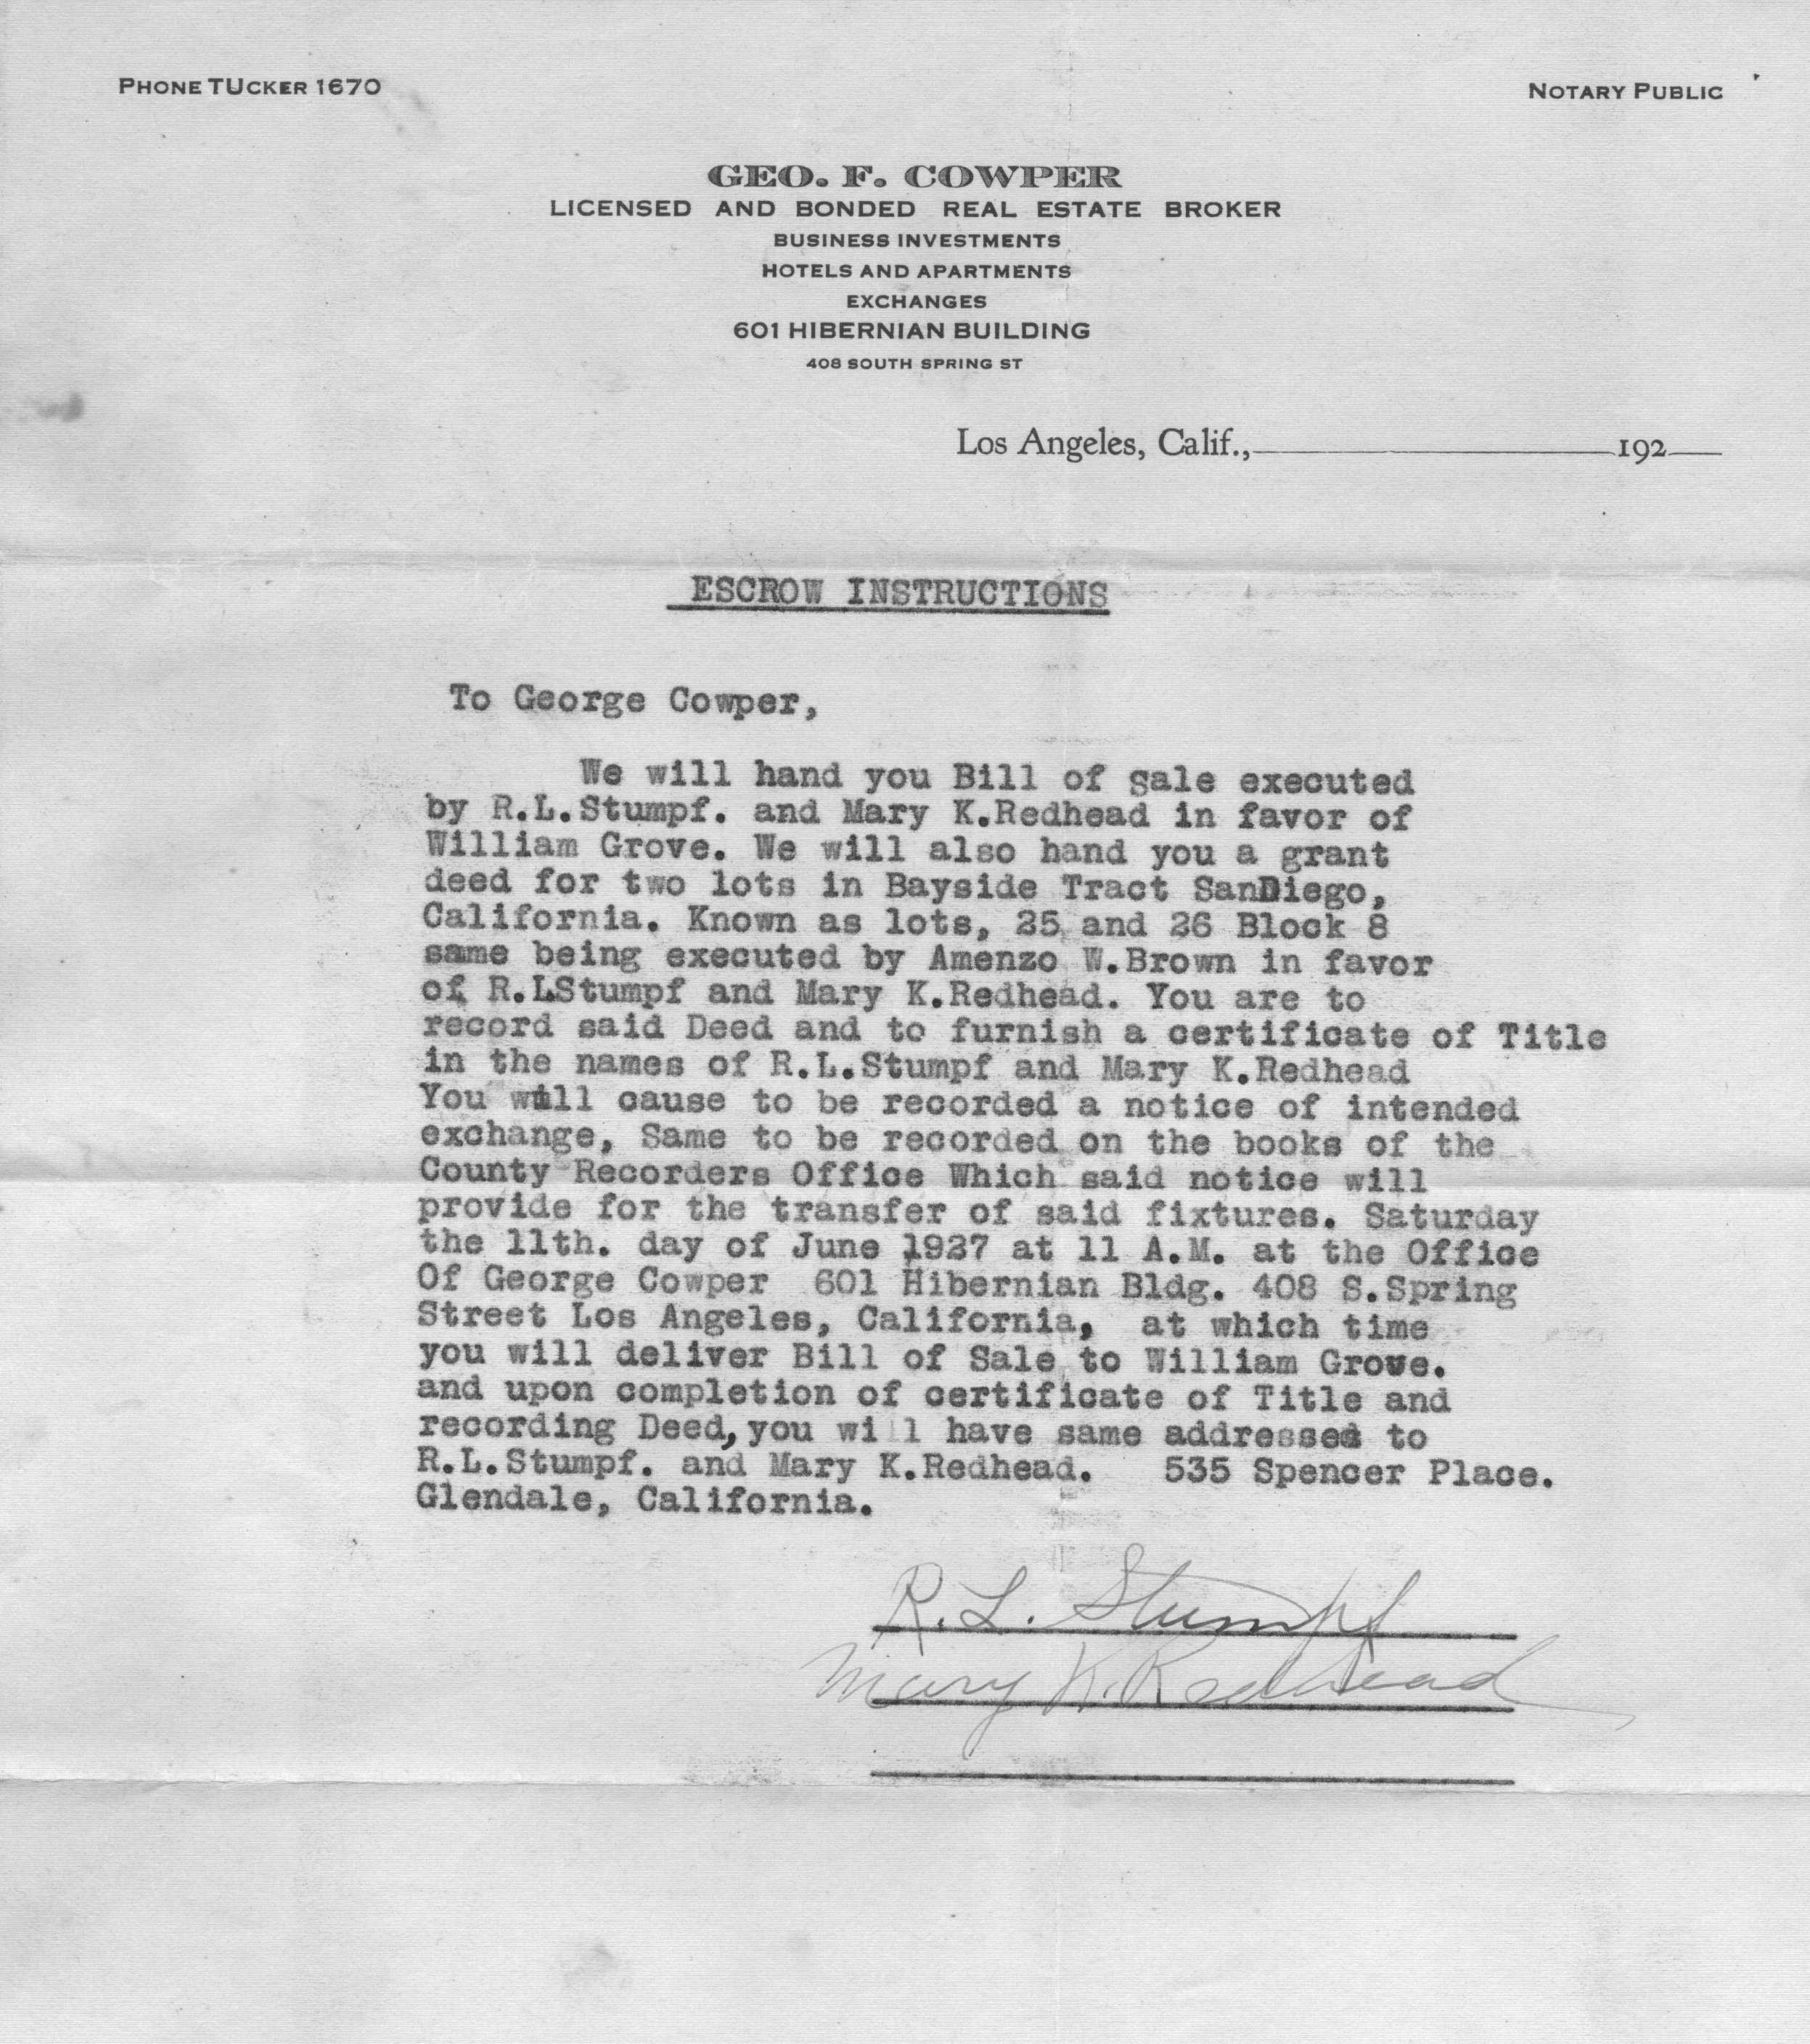 PHONE TUCKER 1670
NOTARY PUBLIC
GEO. F. COWPER
LICENSED AND BONDED REAL ESTATE BROKER
BUSINESS INVESTMENTS
HOTELS AND APARTMENTS
EXCHANGES
601 HIBERNIAN BUILDING
408 SOUTH SPRING ST
Los Angeles, Calif., 192
ESCROW INSTRUCTIONS
To George Cowper,
We will hand you Bill of sale executed
by R.L.Stumpf. and Mary K.Redhead in favor of
William Grove. We will also hand you a grant
deed for two lots in Bayside Tract SanDiego,
California. Known as lots, 25 and 26 Block 8
same being executed by Amenzo W.Brown in favor
of R.LStumpf and Mary K.Redhead. You are to
record said Deed and to furnish a certificate of Title
in the names of R.L.Stumpf and Mary K.Redhead
You will cause to be recorded a notice of intended
exchange, Same to be recorded on the books of the
County Recorders Office Which said notice will
provide for the transfer of said fixtures. Saturday
the 11th. day of June 1927 at 11 A.M. at the Office
Of George Cowper 601 Hibernian Bldg. 408 S.Spring
Street Los Angeles, California, at which time
you will deliver Bill of Sale to William Grove.
and upon completion of certificate of Title and
recording Deed, you wi l have same addressed to
R.L.Stumpf. and Mary K.Redhead. 535 Spencer Place.
Glendale, California.
R. L. Stumpf
Mary K. Redhead